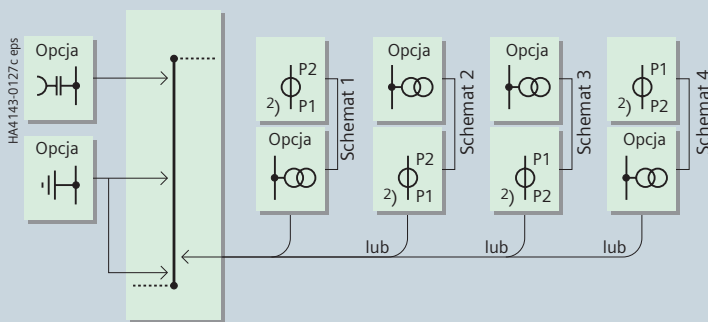 HA4143-0127c eps
Opcja
Opcja
P2
2) P1
Opcja
Schemat 1
Opcja
P2
2) P1
Schemat 2
Opcja
P1
2) P2
Schemat 3
P1
2) P2
Opcja
Schemat 4
lub
lub
lub